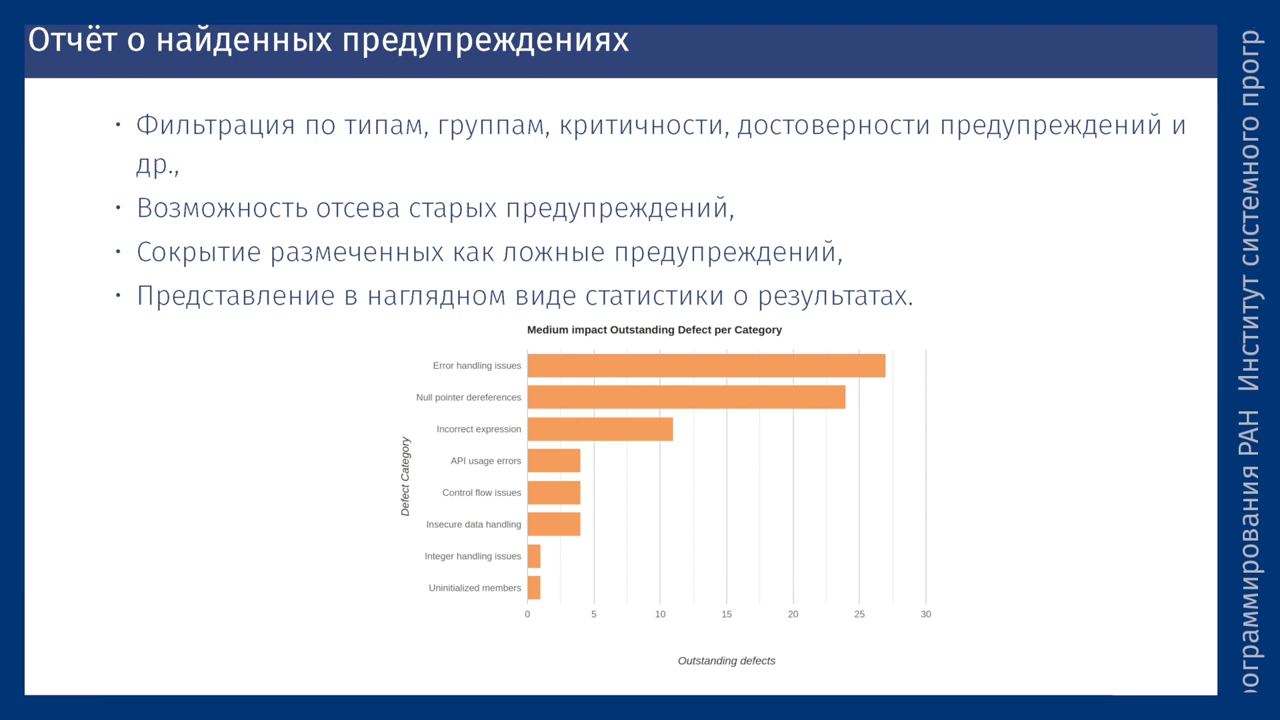 Отчёт о найденных предупреждениях
• Фильтрация по типам, группам, критичности, достоверности предупреждений и
др.,
• Возможность отсева старых предупреждений,
• Сокрытие размеченных как ложные предупреждений,
• Представление в наглядном виде статистики о результатах.
Medium impact Outstanding Defect per Category
Defect Category
Error handling issues
Null pointer dereferences
Incorrect expression
API usage errors
Control flow issues
Insecure data handling
Integer handling issues
Uninitialized members
0 5 10 15 20 25 30
Outstanding defects
ограммирования РАН Институт системного прогр